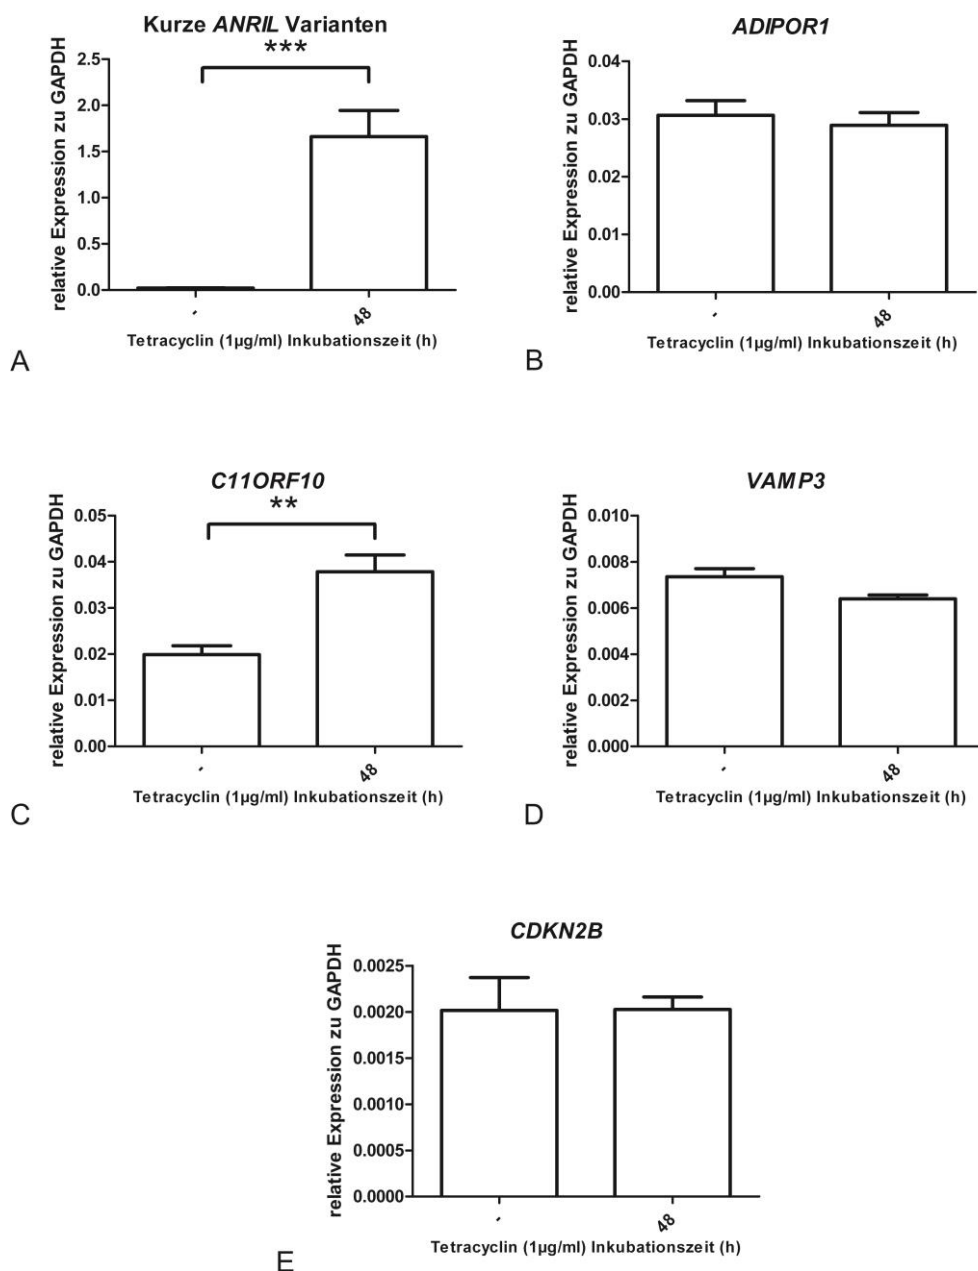 Kurze ANRIL Varianten
***
relative Expression zu GAPDH
2.5
2.0
1.5
1.0
0.5
0.0
-
48
Tetracyclin (1µg/ml) Inkubationszeit (h)
A
ADIPOR1
relative Expression zu GAPDH
0.04
0.03
0.02
0.01
0.00
-
48
Tetracyclin (1µg/ml) Inkubationszeit (h)
B
C11ORF10
**
relative Expression zu GAPDH
0.05
0.04
0.03
0.02
0.01
0.00
-
48
Tetracyclin (1µg/ml) Inkubationszeit (h)
C
VAMP3
relative Expression zu GAPDH
0.010
0.008
0.006
0.004
0.002
0.000
-
48
Tetracyclin (1µg/ml) Inkubationszeit (h)
D
CDKN2B
relative Expression zu GAPDH
0.0025
0.0020
0.0015
0.0010
0.0005
0.0000
-
48
Tetracyclin (1µg/ml) Inkubationszeit (h)
E